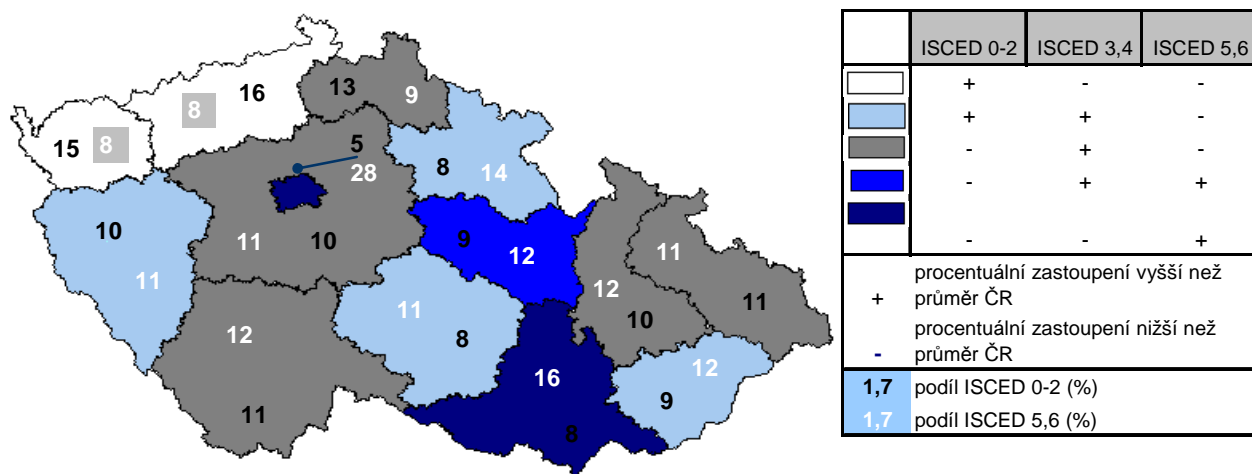 16
8
13
9
15
8
5
28
8
14
10
11
11
10
9
12
11
12
11
12
10
11
8
12
11
16
8
12
9
ISCED 0-2 ISCED 3,4 ISCED 5,6
+ - -
+ + -
- + -
- + +
- - +
procentuální zastoupení vyšší než
+ průměr ČR
procentuální zastoupení nižší než
- průměr ČR
1,7 podíl ISCED 0-2 (%)
1,7 podíl ISCED 5,6 (%)